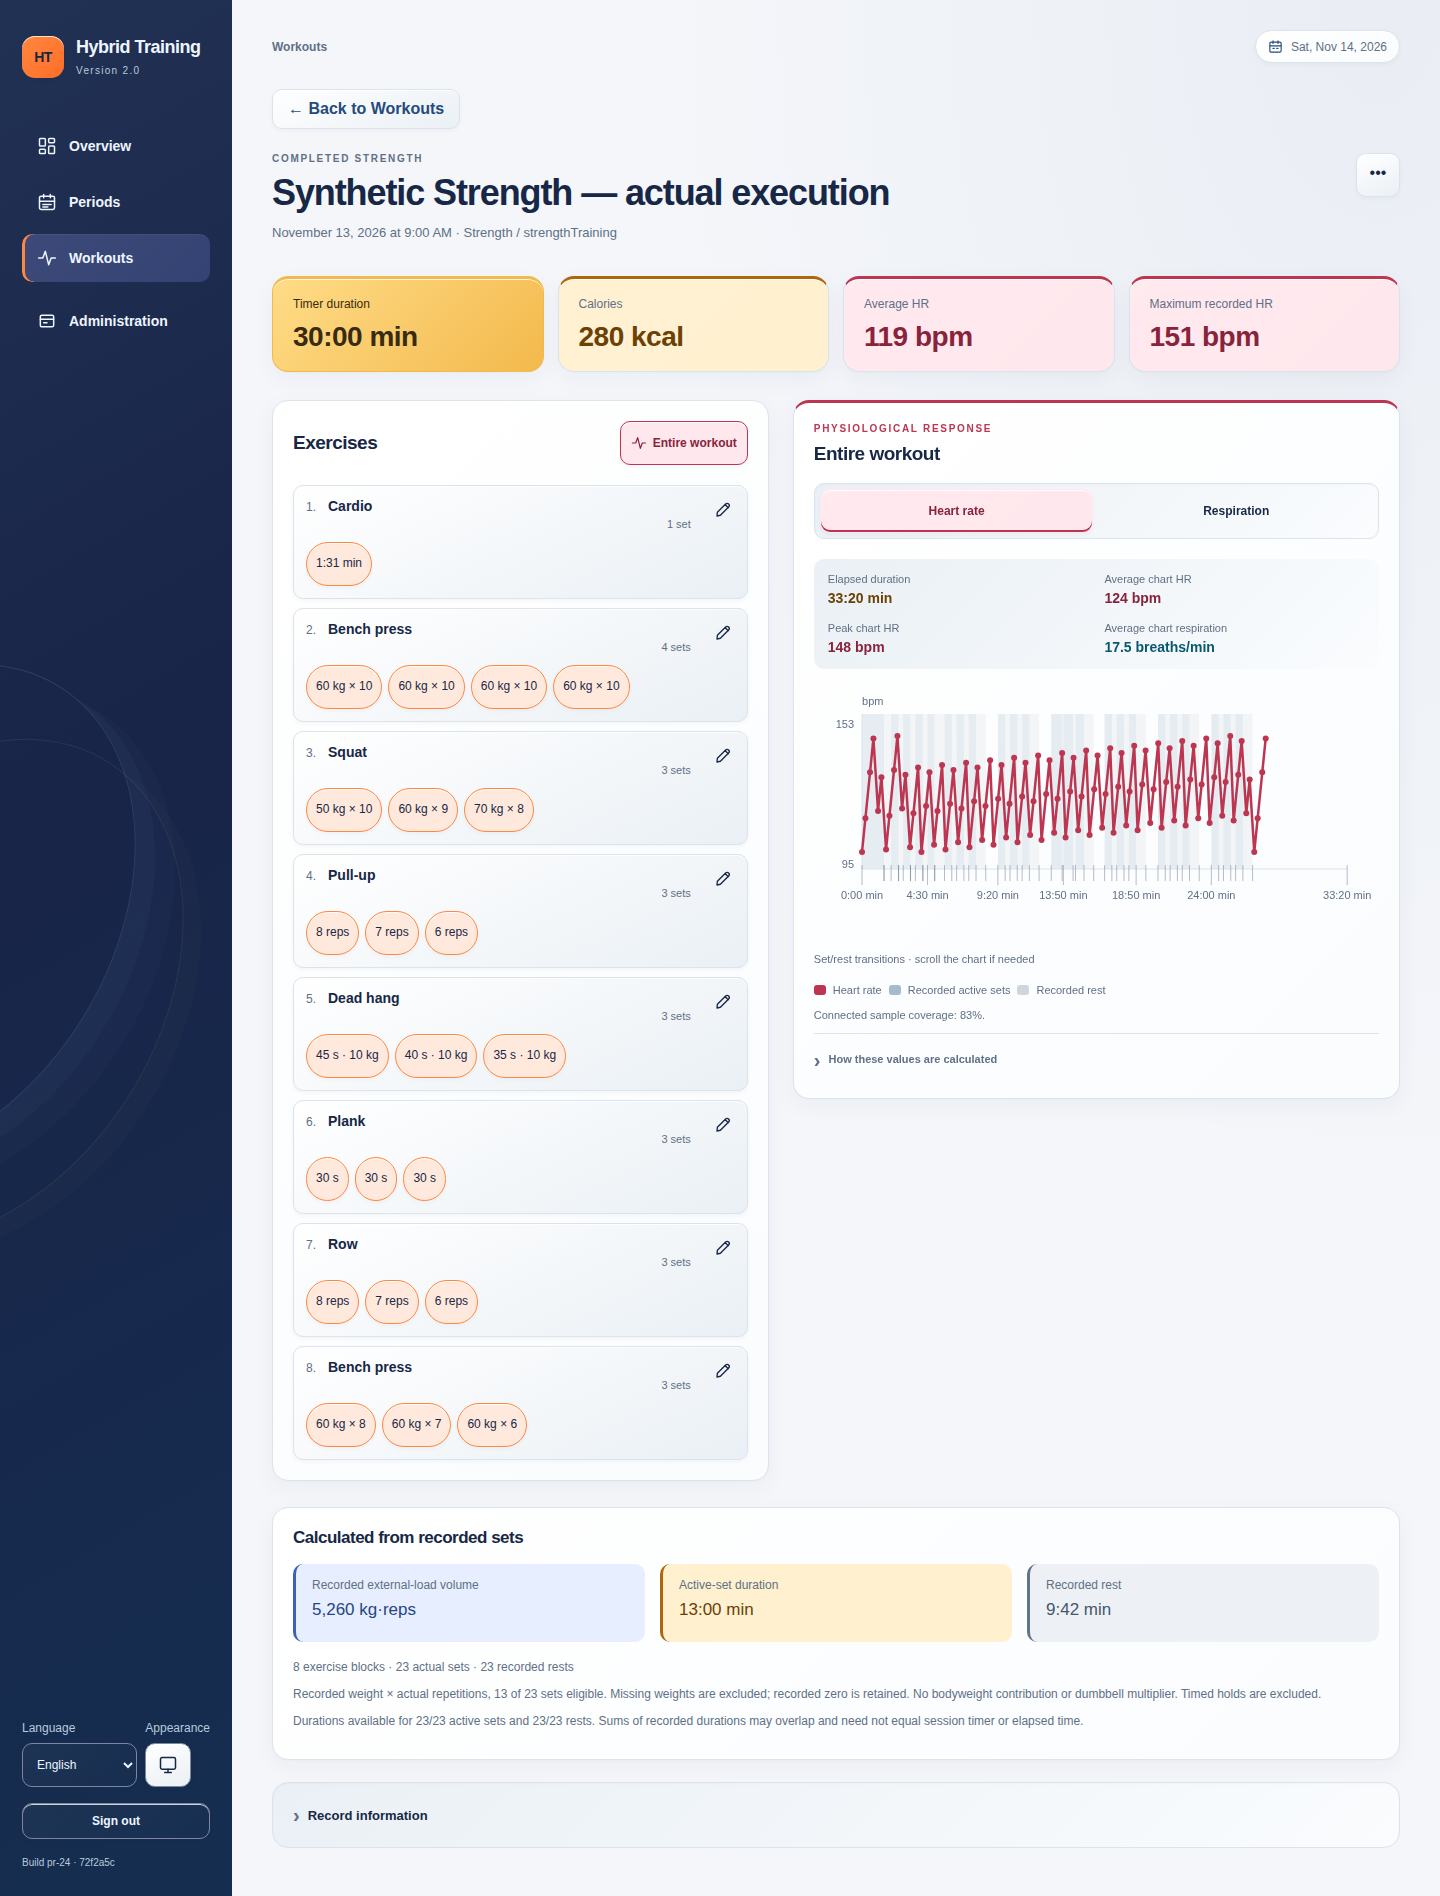 HT
Hybrid Training
Version 2.0
Overview
Periods
Workouts
Administration
Language
Appearance
English
Sign out
Build pr-24 · 72f2a5c
Workouts
Sat, Nov 14, 2026
← Back to Workouts
COMPLETED STRENGTH
Synthetic Strength — actual execution
•••
November 13, 2026 at 9:00 AM · Strength / strengthTraining
Timer duration
30:00 min
Calories
280 kcal
Average HR
119 bpm
Maximum recorded HR
151 bpm
Exercises
Entire workout
1. Cardio
1 set
1:31 min
2. Bench press
4 sets
60 kg × 10 60 kg × 10 60 kg × 10 60 kg × 10
3. Squat
3 sets
50 kg × 10 60 kg × 9 70 kg × 8
4. Pull-up
3 sets
8 reps 7 reps 6 reps
5. Dead hang
3 sets
45 s · 10 kg 40 s · 10 kg 35 s · 10 kg
6. Plank
3 sets
30 s 30 s 30 s
7. Row
3 sets
8 reps 7 reps 6 reps
8. Bench press
3 sets
60 kg × 8 60 kg × 7 60 kg × 6
PHYSIOLOGICAL RESPONSE
Entire workout
Heart rate Respiration
Elapsed duration
33:20 min
Average chart HR
124 bpm
Peak chart HR
148 bpm
Average chart respiration
17.5 breaths/min
bpm
153
95
0:00 min 4:30 min 9:20 min 13:50 min 18:50 min 24:00 min 33:20 min
Set/rest transitions · scroll the chart if needed
Heart rate Recorded active sets Recorded rest
Connected sample coverage: 83%.
› How these values are calculated
Calculated from recorded sets
Recorded external-load volume
5,260 kg·reps
Active-set duration
13:00 min
Recorded rest
9:42 min
8 exercise blocks · 23 actual sets · 23 recorded rests
Recorded weight × actual repetitions, 13 of 23 sets eligible. Missing weights are excluded; recorded zero is retained. No bodyweight contribution or dumbbell multiplier. Timed holds are excluded.
Durations available for 23/23 active sets and 23/23 rests. Sums of recorded durations may overlap and need not equal session timer or elapsed time.
› Record information